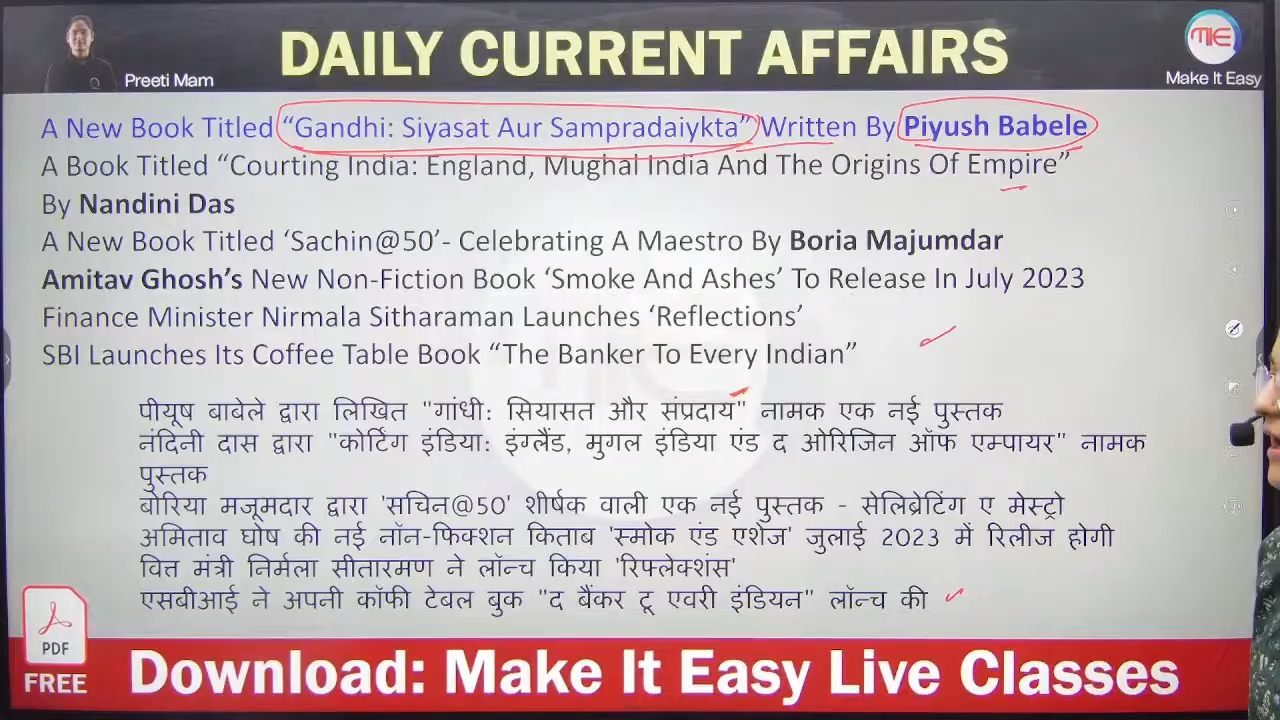 DAILY CURRENT AFFAIRS
Preeti Mam
Make It Easy
A New Book Titled “Gandhi: Siyasat Aur Sampradaiykta” Written By Piyush Babele
A Book Titled “Courting India: England, Mughal India And The Origins Of Empire”
By Nandini Das
A New Book Titled ‘Sachin@50’- Celebrating A Maestro By Boria Majumdar
Amitav Ghosh’s New Non-Fiction Book ‘Smoke And Ashes’ To Release In July 2023
Finance Minister Nirmala Sitharaman Launches ‘Reflections’
SBI Launches Its Coffee Table Book “The Banker To Every Indian”
पीयूष बाबेले द्वारा लिखित "गांधी: सियासत और संप्रदाय" नामक एक नई पुस्तक
नंदिनी दास द्वारा "कोर्टिंग इंडिया: इंग्लैंड, मुगल इंडिया एंड द ओरिजिन ऑफ एम्पायर" नामक
पुस्तक
बोरिया मजूमदार द्वारा 'सचिन@50' शीर्षक वाली एक नई पुस्तक - सेलिब्रेटिंग ए मेस्ट्रो
अमिताव घोष की नई नॉन-फिक्शन किताब 'स्मोक एंड एशेज' जुलाई 2023 में रिलीज होगी
वित्त मंत्री निर्मला सीतारमण ने लॉन्च किया 'रिफ्लेक्शंस'
एसबीआई ने अपनी कॉफी टेबल बुक "द बैंकर टू एवरी इंडियन" लॉन्च की
PDF
FREE
Download: Make It Easy Live Classes